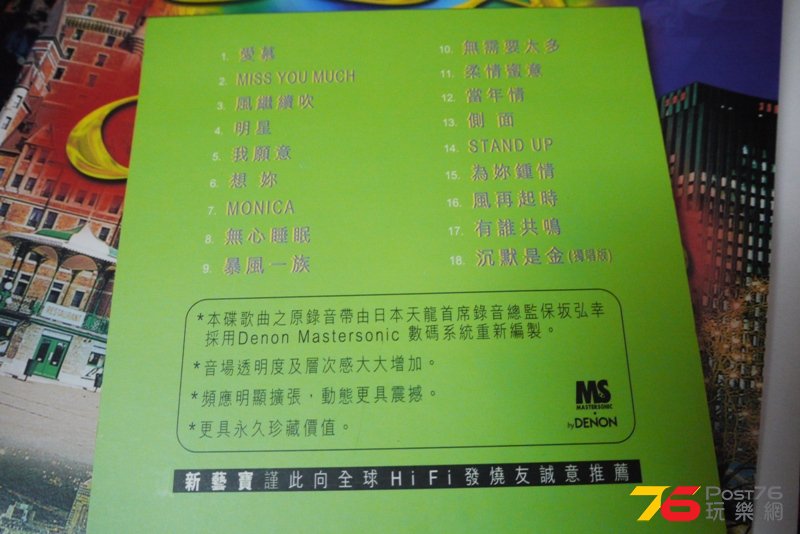 1. 愛慕
2. MISS YOU MUCH
3. 風繼續吹
4. 明星
5. 我願意
6. 想妳
7. MONICA
8. 無心睡眠
9. 暴風一族
10. 無需要太多
11. 柔情蜜意
12. 當年情
13. 側面
14. STAND UP
15. 為妳鍾情
16. 風再起時
17. 有誰共鳴
18. 沉默是金(獨唱版)
*本碟歌曲之原錄音帶由日本天龍首席錄音總監保坂弘幸
採用Denon Mastersonic 數碼系統重新編製。
*音場透明度及層次感大大增加。
*頻應明顯擴張，動態更具震撼。
*更具永久珍藏價值。
MS
MASTERSONIC
by DENON
新藝寶謹此向全球HiFi發燒友誠意推薦
RESTAURANT
76 POST76
玩樂網